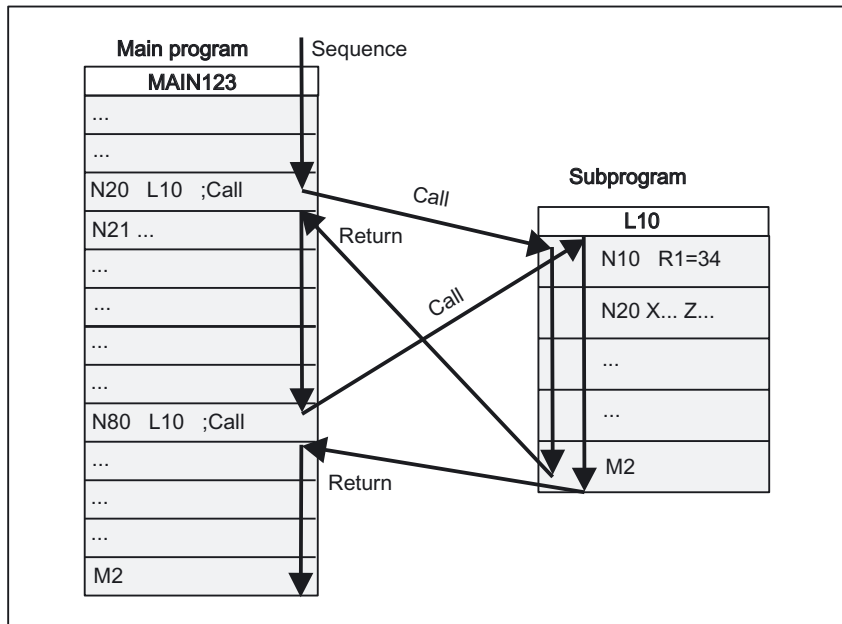 Main program
Sequence
MAIN123
...
...
N20 L10 ;Call
N21 ...
...
...
...
...
N80 L10 ;Call
...
...
...
M2
Call
Return
Call
Return
Subprogram
L10
N10 R1=34
N20 X... Z...
...
...
M2